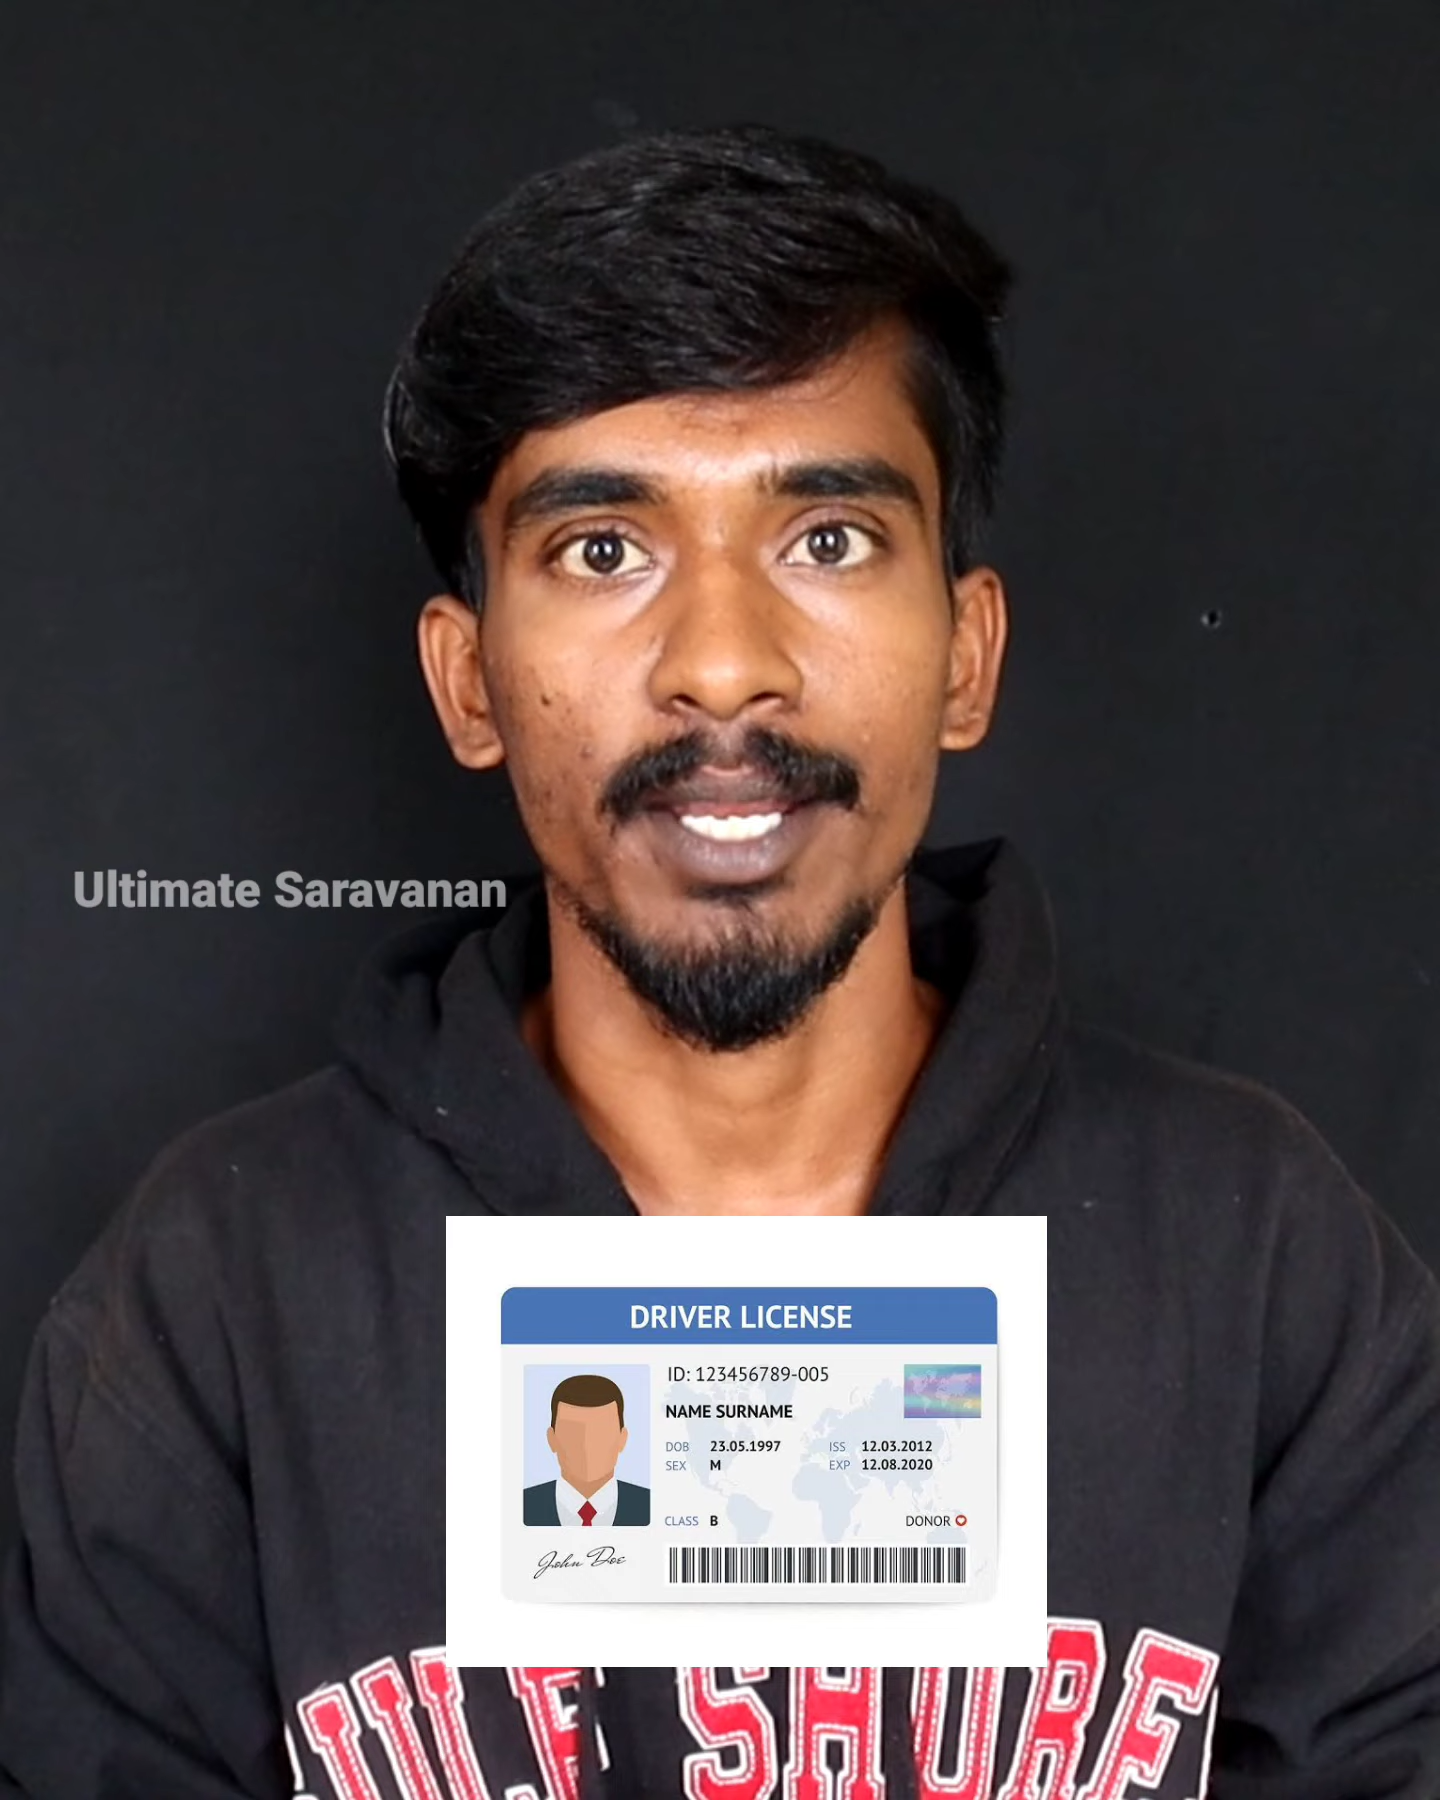 Ultimate Saravanan
DRIVER LICENSE
ID: 123456789-005
NAME SURNAME
DOB 23.05.1997 ISS 12.03.2012
SEX M EXP 12.08.2020
CLASS B DONOR
John Doe
SHORE